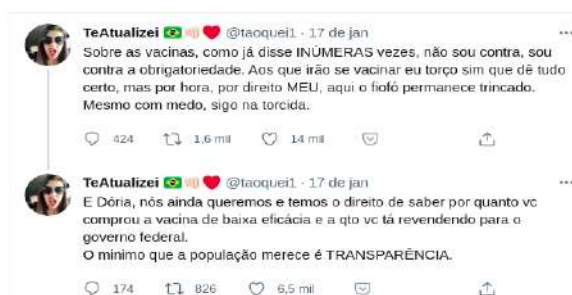 TeAtualizei 🇧🇷 ❤️ @taoquei1 · 17 de jan
Sobre as vacinas, como já disse INÚMERAS vezes, não sou contra, sou
contra a obrigatoriedade. Aos que irão se vacinar eu torço sim que dê tudo
certo, mas por hora, por direito MEU, aqui o fiofó permanece trincado.
Mesmo com medo, sigo na torcida.
424 1,6 mil 14 mil
TeAtualizei 🇧🇷 ❤️ @taoquei1 · 17 de jan
E Dória, nós ainda queremos e temos o direito de saber por quanto vc
comprou a vacina de baixa eficácia e a qto vc tá revendendo para o
governo federal.
O minimo que a população merece é TRANSPARÊNCIA.
174 826 6,5 mil